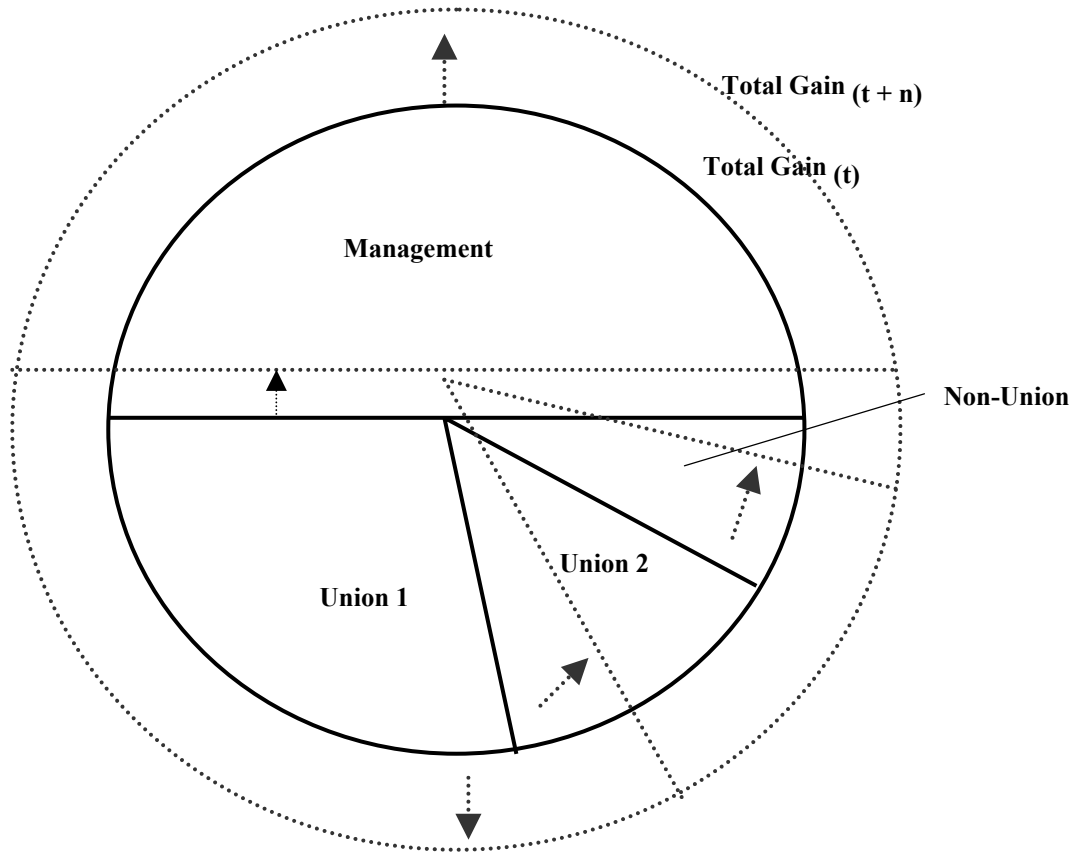 Total Gain (t + n)
Total Gain (t)
Management
Non-Union
Union 2
Union 1